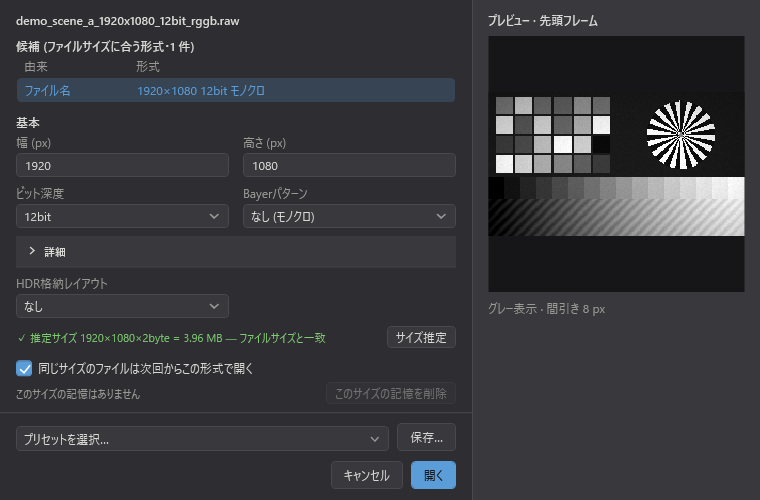 demo_scene_a_1920x1080_12bit_rggb.raw
候補 (ファイルサイズに合う形式・1 件)
由来 形式
ファイル名 1920×1080 12bit モノクロ
基本
幅 (px) 高さ (px)
1920 1080
ビット深度 Bayerパターン
12bit なし (モノクロ)
詳細
HDR格納レイアウト
なし
✓ 推定サイズ 1920×1080×2byte = 3.96 MB — ファイルサイズと一致 サイズ推定
同じサイズのファイルは次回からこの形式で開く
このサイズの記憶はありません このサイズの記憶を削除
プリセットを選択... 保存...
キャンセル 開く
プレビュー・先頭フレーム
グレー表示・間引き 8 px